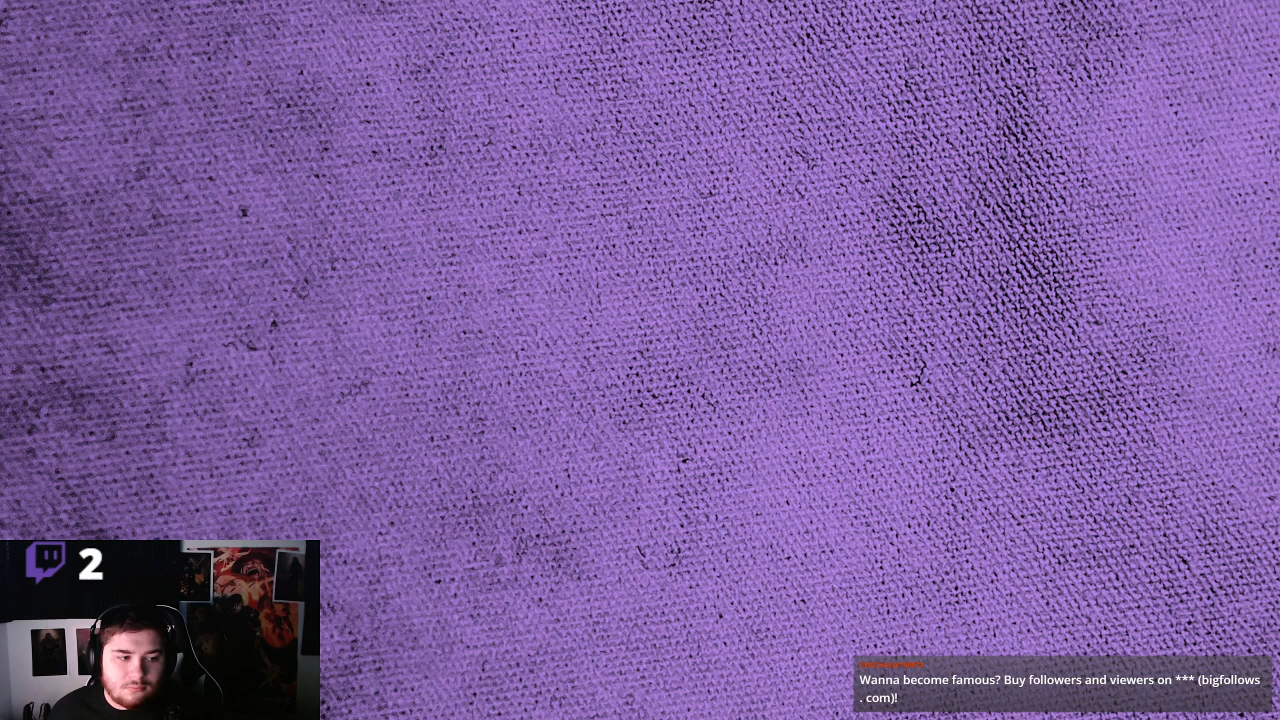 2
Wanna become famous? Buy followers and viewers on *** (bigfollows
. com)!